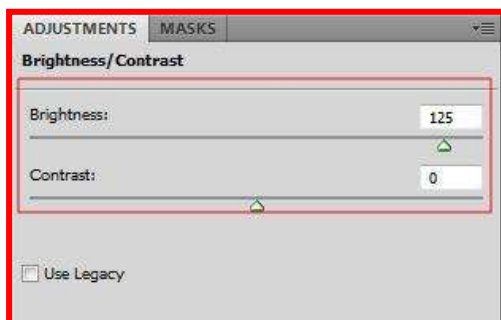 ADJUSTMENTS MASKS
Brightness/Contrast
Brightness: 125
Contrast: 0
Use Legacy